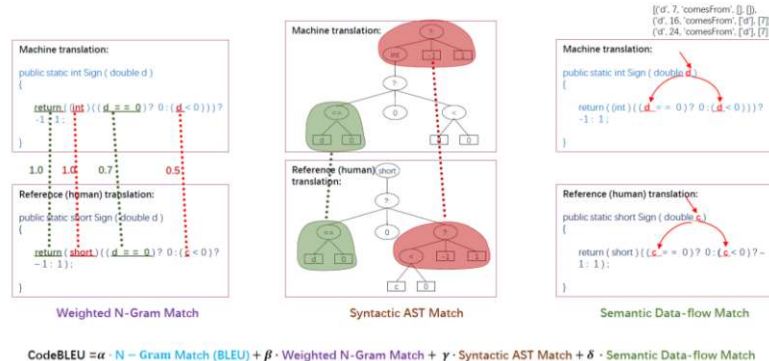 [('d', 7, 'comesFrom', [], []),
('d', 16, 'comesFrom', ['d'], [7])
('d', 24, 'comesFrom', ['d'], [7])
Machine translation:
public static int Sign ( double d )
{
return ( (int) ( ( d == 0 ) ? 0 : ( d < 0 ) ) ) ?
-1 : 1 ;
}
1.0 1.0 0.7 0.5
Reference (human) translation:
public static short Sign ( double d )
{
return ( short ) ( ( d == 0 ) ? 0 : ( c < 0 ) ?
-1 : 1 ) ;
}
Weighted N-Gram Match
Machine translation:
?
int -1 1
?
== 0 <
d 0 d 0
Reference (human)
translation:
short
?
== 0 ?
d 0 < -1 1
c 0
Syntactic AST Match
Machine translation:
public static int Sign ( double d )
{
return ( (int) ( ( d == 0 ) ? 0 : ( d < 0 ) ) ) ?
-1 : 1 ;
}
Reference (human) translation:
public static short Sign ( double c )
{
return ( short ) ( ( c == 0 ) ? 0 : ( c < 0 ) ? -
1 : 1 ) ;
}
Semantic Data-flow Match
CodeBLEU =α · N − Gram Match (BLEU) + β · Weighted N-Gram Match + γ · Syntactic AST Match + δ · Semantic Data-flow Match